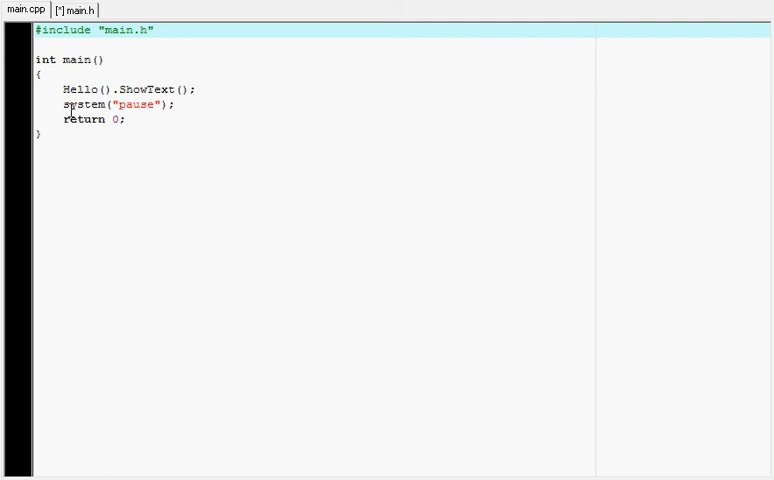 main.cpp [*] main.h
#include "main.h"
int main()
{
Hello().ShowText();
system("pause");
return 0;
}